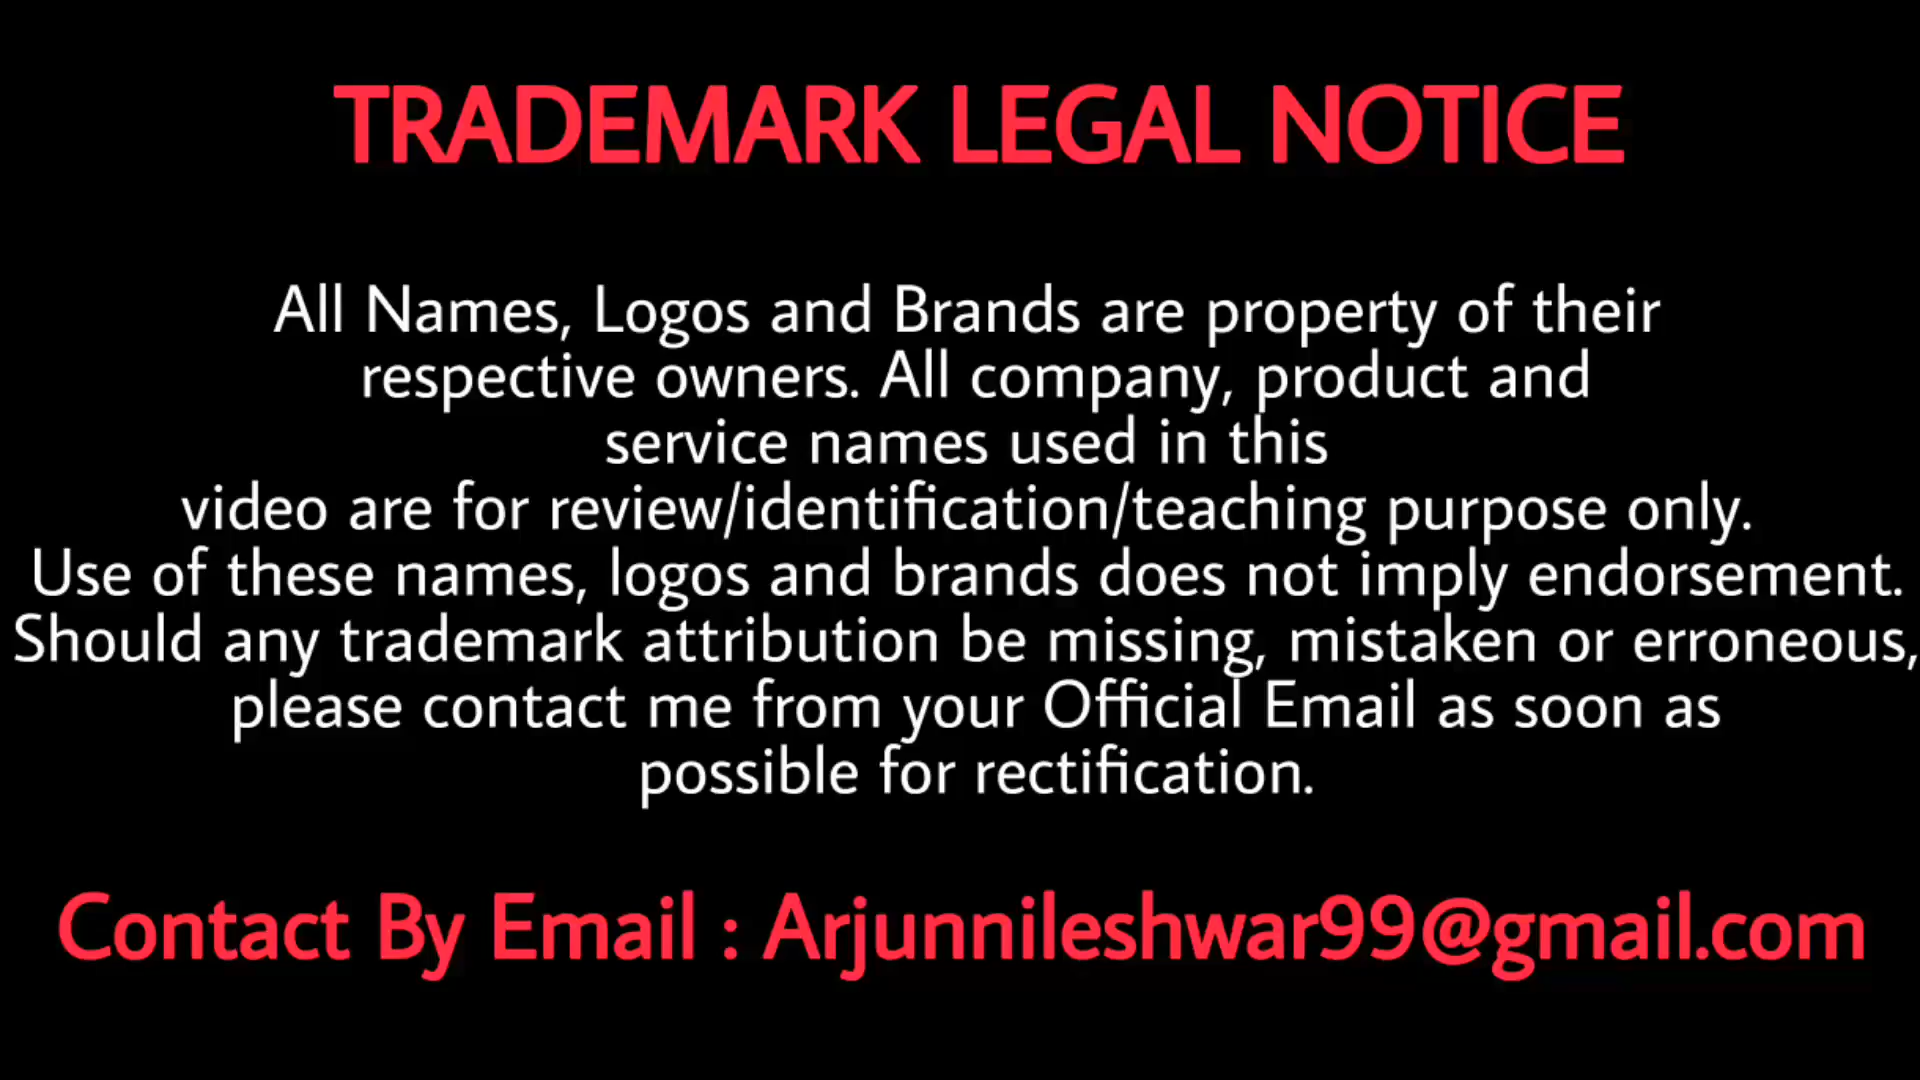 TRADEMARK LEGAL NOTICE
All Names, Logos and Brands are property of their
respective owners. All company, product and
service names used in this
video are for review/identification/teaching purpose only.
Use of these names, logos and brands does not imply endorsement.
Should any trademark attribution be missing, mistaken or erroneous,
please contact me from your Official Email as soon as
possible for rectification.
Contact By Email : Arjunnileshwar99@gmail.com